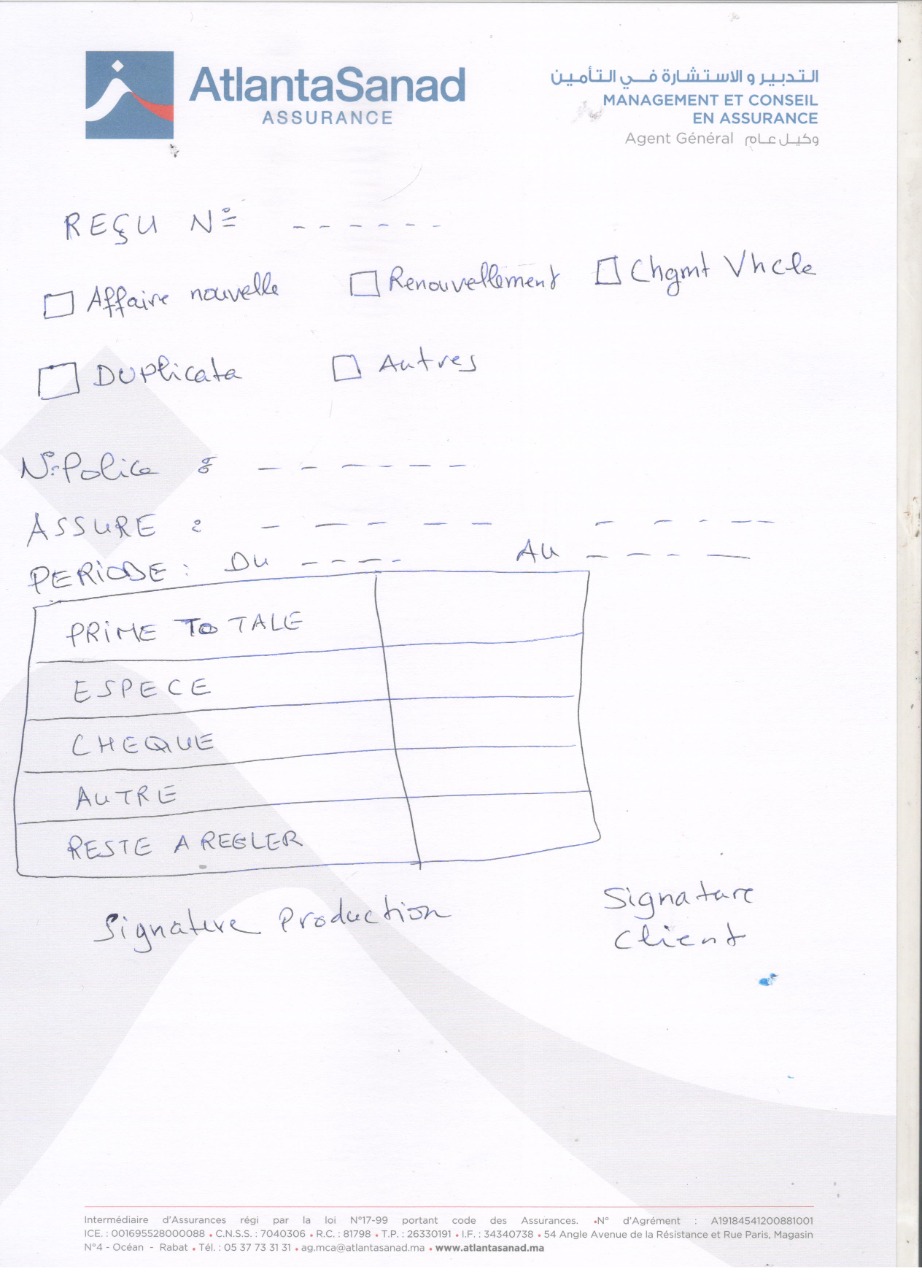 AtlantaSanad
ASSURANCE
التدبير و الاستشارة في التأمين
MANAGEMENT ET CONSEIL
EN ASSURANCE
Agent Général وكيل عام
REÇU N° ------
Affaire nouvelle Renouvellement Chgmt Vhcle
Duplicata Autres
N° Police : - - - - - -
ASSURE : - - - - - - - - -
PERIODE : DU - - - - AU - - - -
PRIME TOTALE
ESPECE
CHEQUE
AUTRE
RESTE A REGLER
Signature Production
Signature
client
Intermédiaire d'Assurances régi par la loi N°17-99 portant code des Assurances. •N° d'Agrément : A19184541200881001
ICE. : 001695528000088 • C.N.S.S. : 7040306 • R.C. : 81798 • T.P. : 26330191 • I.F. : 34340738 • 54 Angle Avenue de la Résistance et Rue Paris, Magasin
N°4 - Océan - Rabat • Tél. : 05 37 73 31 31 • ag.mca@atlantasanad.ma • www.atlantasanad.ma